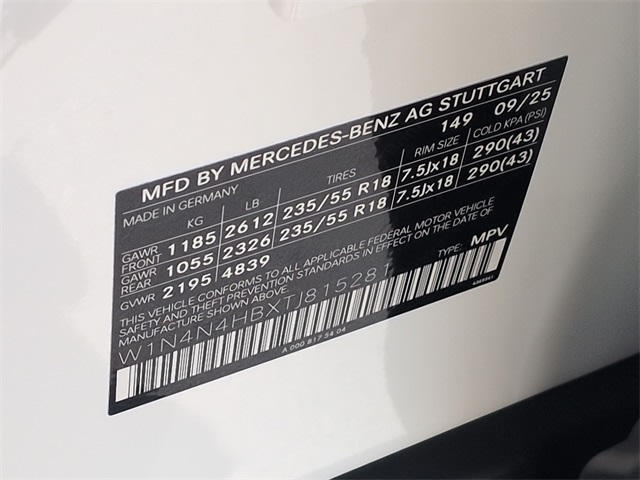 MFD BY MERCEDES-BENZ AG STUTTGART
MADE IN GERMANY 149 09/25
KG LB TIRES RIM SIZE COLD KPA(PSI)
GAWR FRONT 1185 2612 235/55 R18 7.5Jx18 290(43)
GAWR REAR 1055 2326 235/55 R18 7.5Jx18 290(43)
GVWR 2195 4839
THIS VEHICLE CONFORMS TO ALL APPLICABLE FEDERAL MOTOR VEHICLE
SAFETY AND THEFT PREVENTION STANDARDS IN EFFECT ON THE DATE OF
MANUFACTURE SHOWN ABOVE. TYPE: MPV
W1N4N4HBXTJ815281
A 000 817 54 04